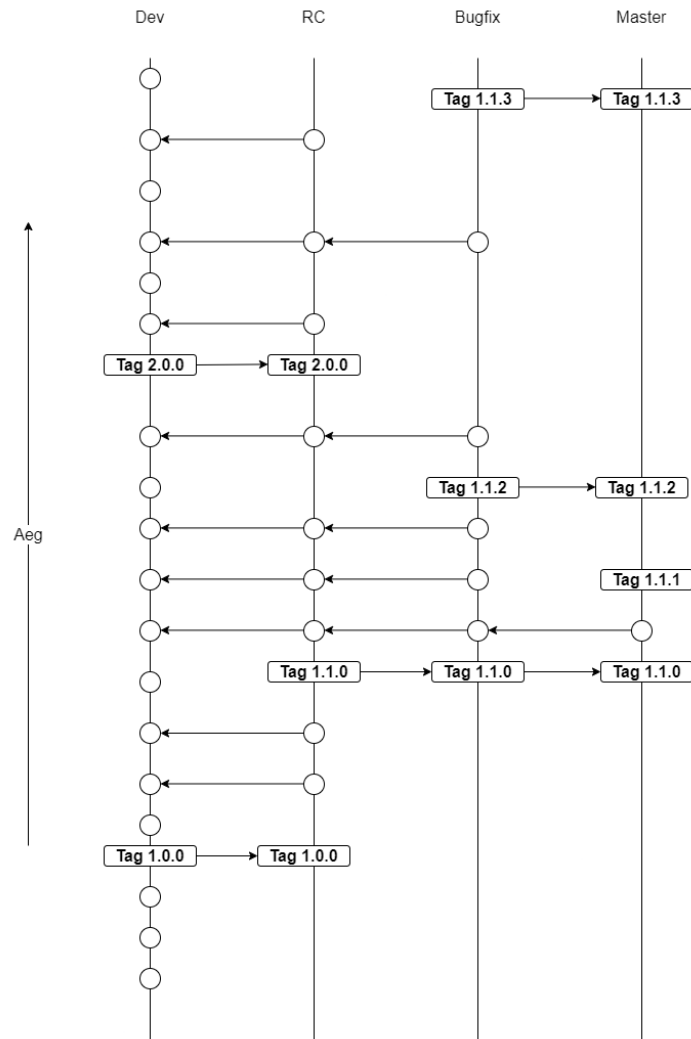 Dev RC Bugfix Master
Tag 1.1.3 Tag 1.1.3
Tag 2.0.0 Tag 2.0.0
Tag 1.1.2 Tag 1.1.2
Aeg
Tag 1.1.1
Tag 1.1.0 Tag 1.1.0 Tag 1.1.0
Tag 1.0.0 Tag 1.0.0